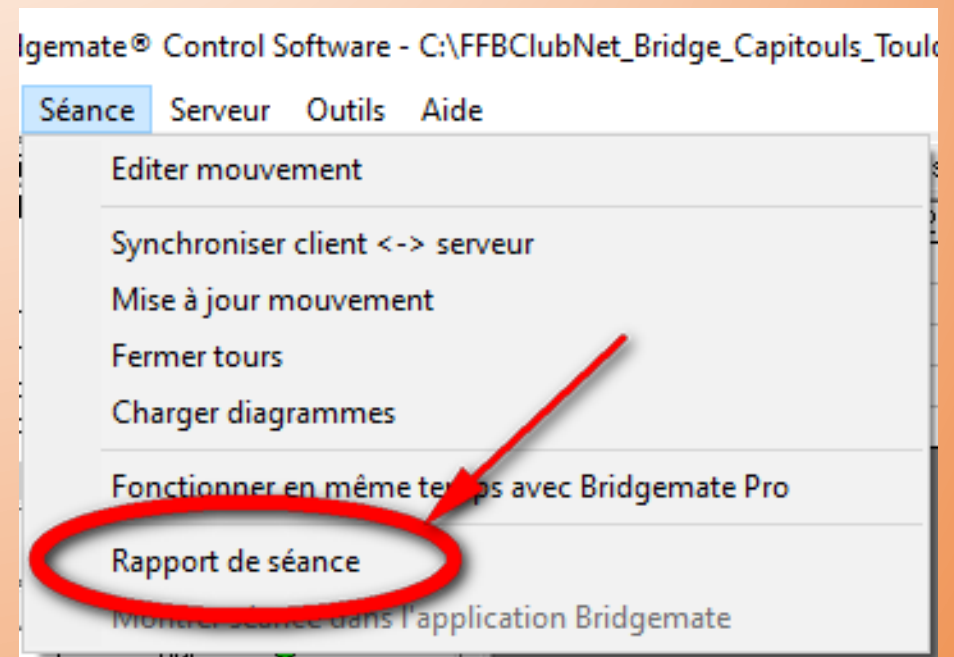 lgemate® Control Software - C:\FFBClubNet_Bridge_Capitouls_Toulo
Séance Serveur Outils Aide
Editer mouvement
Synchroniser client <-> serveur
Mise à jour mouvement
Fermer tours
Charger diagrammes
Fonctionner en même temps avec Bridgemate Pro
Rapport de séance
Montrer séance dans l'application Bridgemate